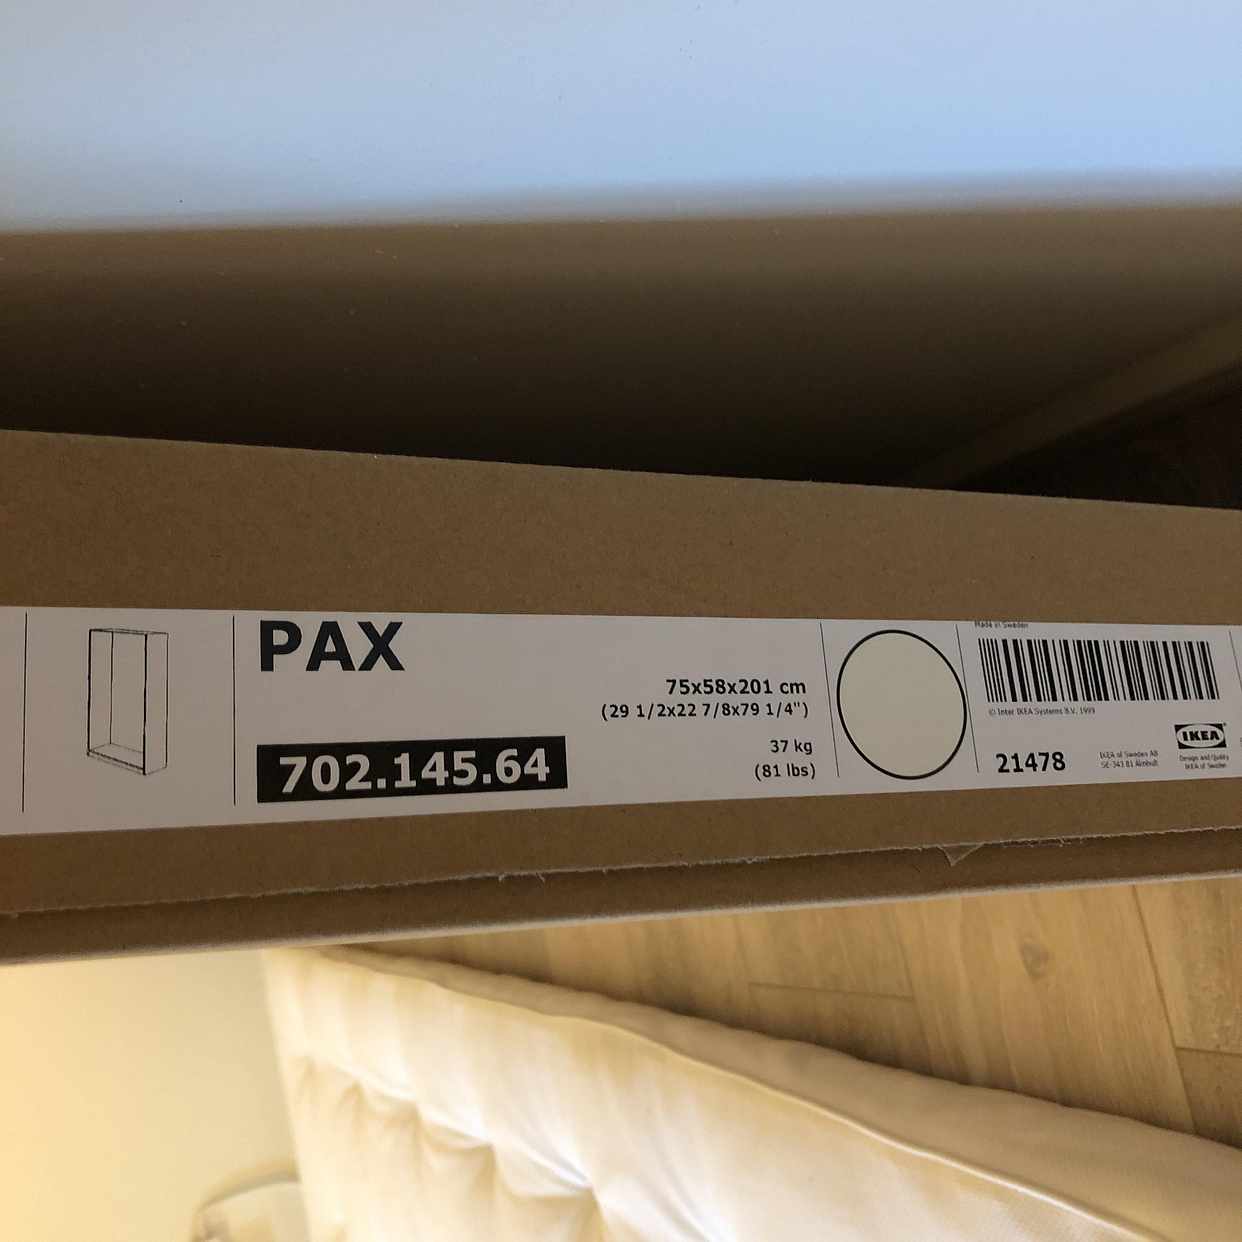 PAX
75x58x201 cm
(29 1/2x22 7/8x79 1/4")
702.145.64
37 kg
(81 lbs)
Made in Sweden
© Inter IKEA Systems B.V. 1999
21478
IKEA of Sweden AB
SE-343 81 Älmhult
IKEA
Design and Quality
IKEA of Sweden